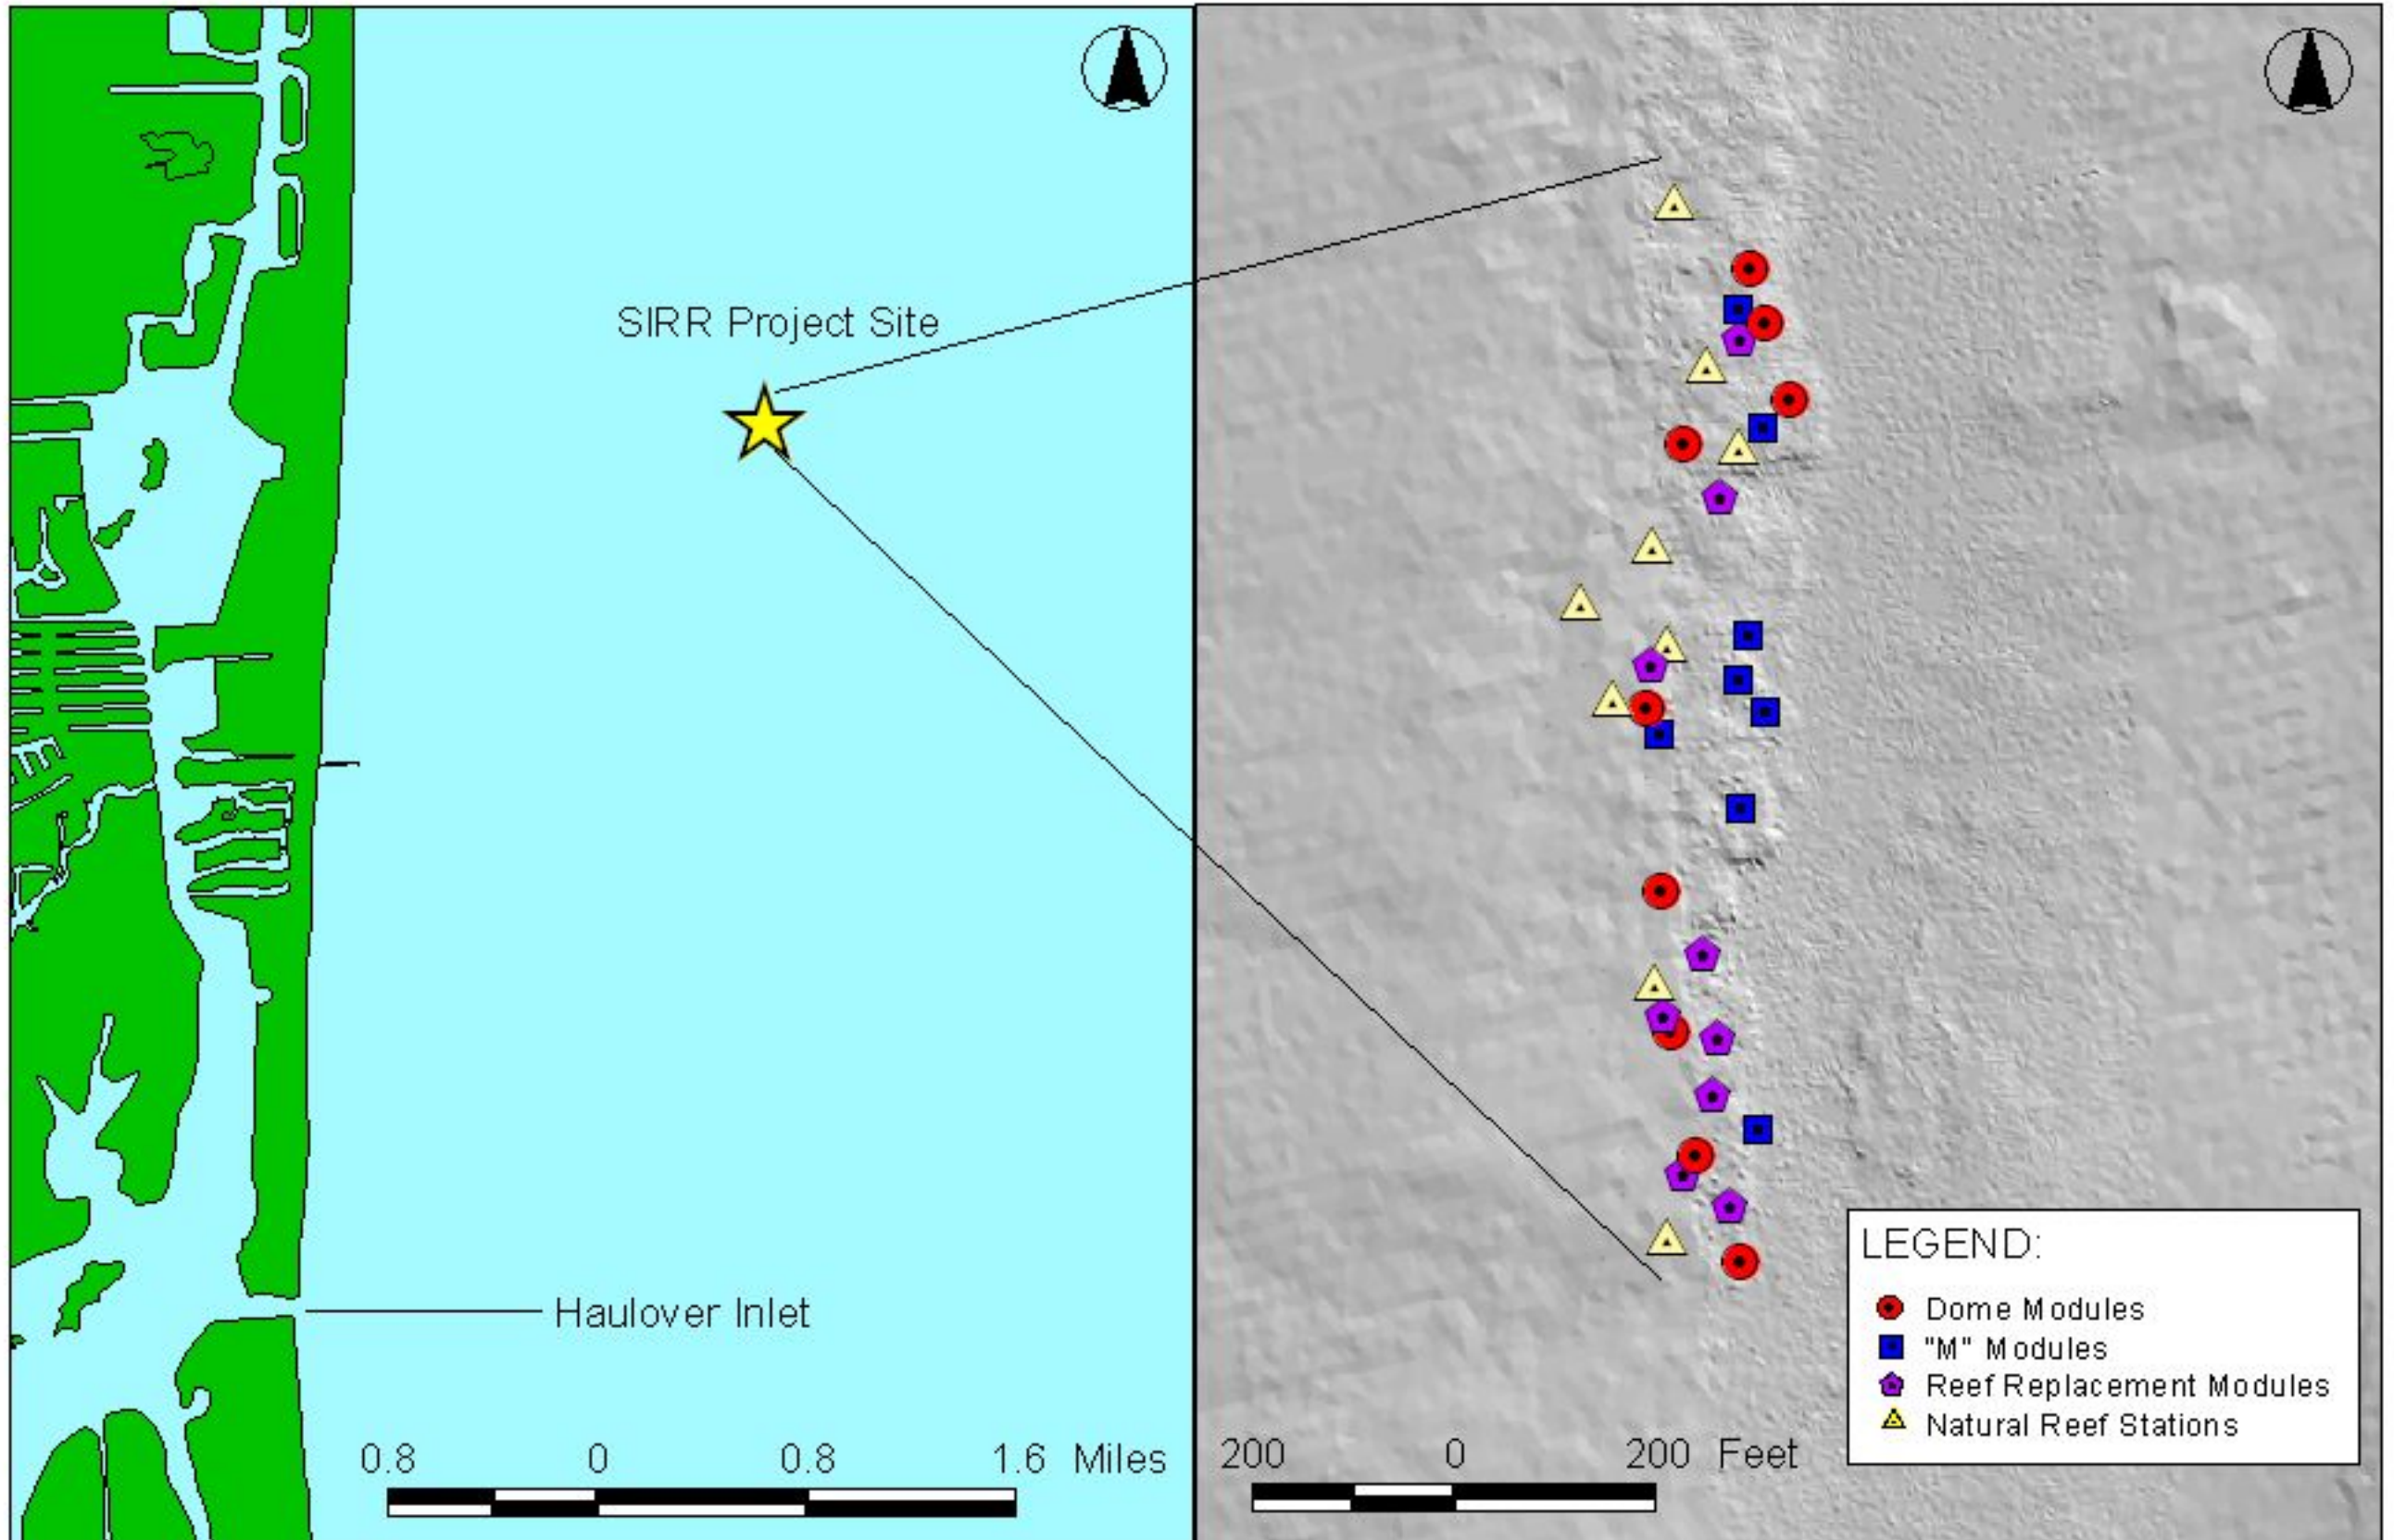 SIRR Project Site
Haulover Inlet
0.8 0 0.8 1.6 Miles
200 0 200 Feet
LEGEND:
Dome Modules
"M" Modules
Reef Replacement Modules
Natural Reef Stations